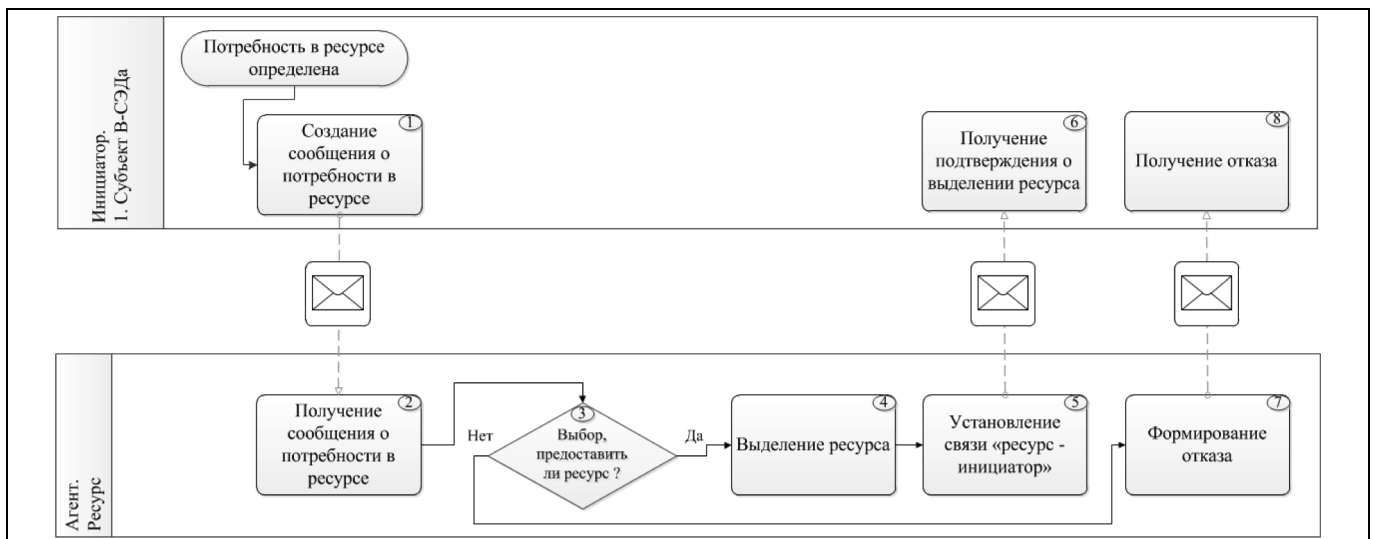 Инициатор.
1. Субъект В-СЭДа
Потребность в ресурсе
определена
1
Создание
сообщения о
потребности в
ресурсе
6
Получение
подтверждения о
выделении ресурса
8
Получение отказа
Агент.
Ресурс
2
Получение
сообщения о
потребности в
ресурсе
Нет
3
Выбор,
предоставить
ли ресурс ?
Да
4
Выделение ресурса
5
Установление
связи «ресурс -
инициатор»
7
Формирование
отказа